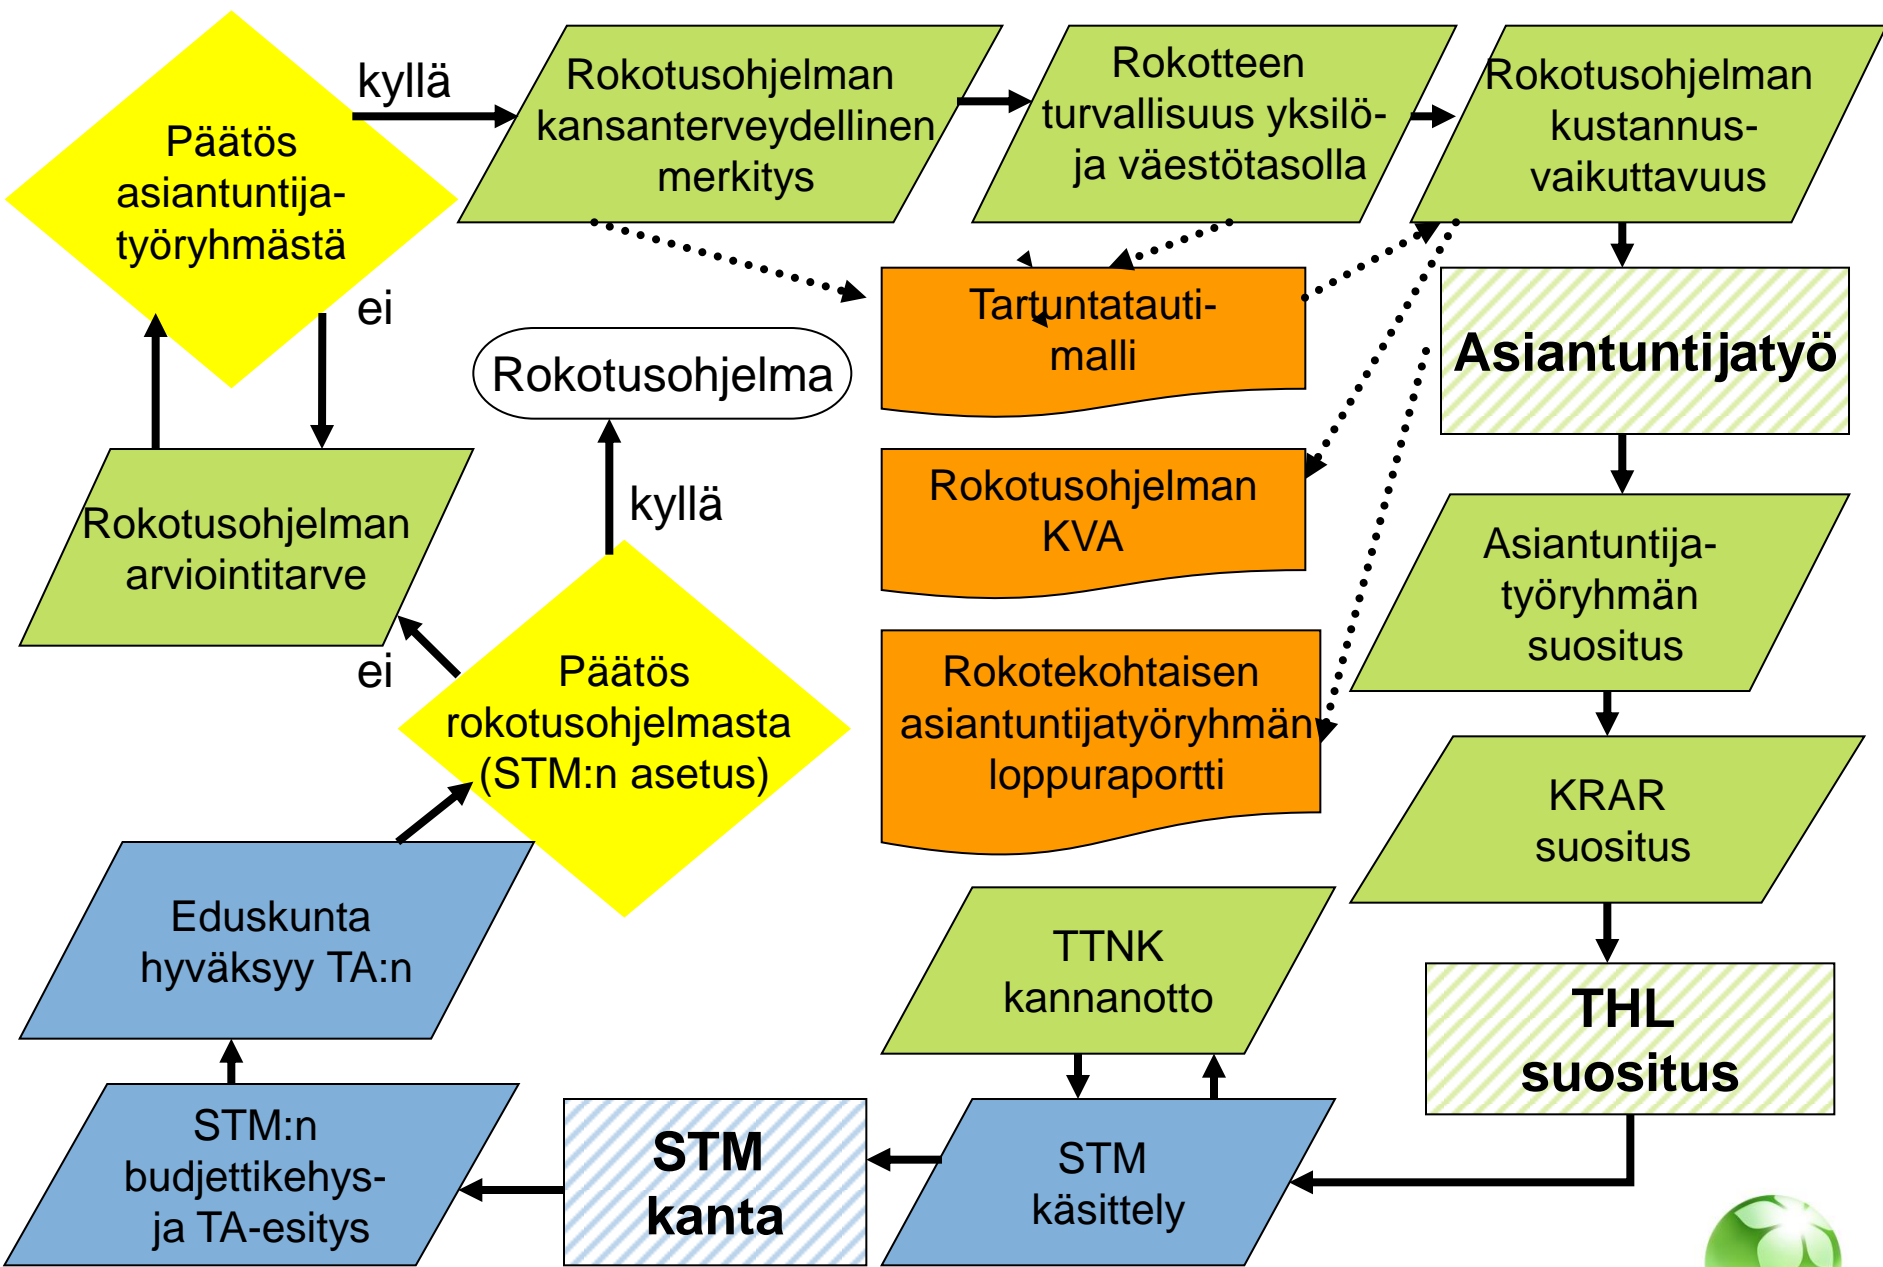 Päätös
asiantuntija-
työryhmästä
kyllä
ei
Rokotusohjelman
kansanterveydellinen
merkitys
Rokotteen
turvallisuus yksilö-
ja väestötasolla
Rokotusohjelman
kustannus-
vaikuttavuus
Tartuntatauti-
malli
Asiantuntijatyö
Rokotusohjelma
kyllä
Rokotusohjelman
arviointitarve
ei
Rokotusohjelman
KVA
Asiantuntija-
työryhmän
suositus
Päätös
rokotusohjelmasta
(STM:n asetus)
Rokotekohtaisen
asiantuntijatyöryhmän
loppuraportti
KRAR
suositus
Eduskunta
hyväksyy TA:n
TTNK
kannanotto
THL
suositus
STM:n
budjettikehys-
ja TA-esitys
STM
kanta
STM
käsittely